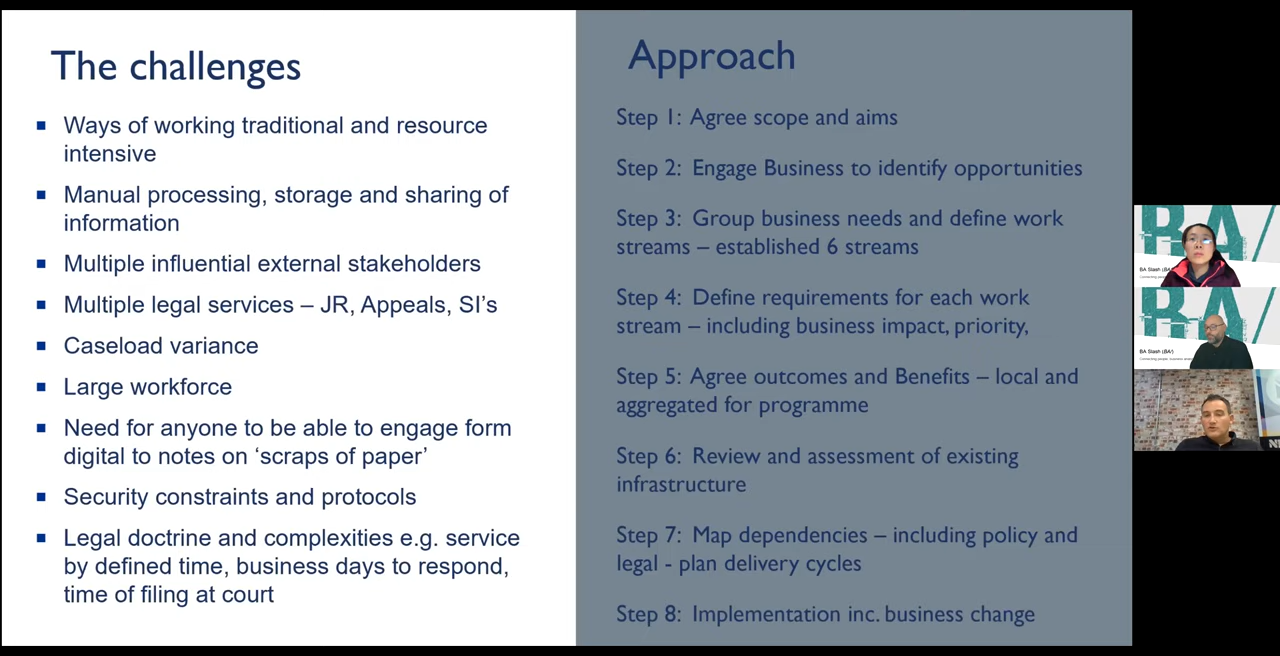 The challenges
Ways of working traditional and resource
intensive
Manual processing, storage and sharing of
information
Multiple influential external stakeholders
Multiple legal services – JR, Appeals, SI's
Caseload variance
Large workforce
Need for anyone to be able to engage form
digital to notes on ‘scraps of paper’
Security constraints and protocols
Legal doctrine and complexities e.g. service
by defined time, business days to respond,
time of filing at court
Approach
Step 1: Agree scope and aims
Step 2: Engage Business to identify opportunities
Step 3: Group business needs and define work
streams – established 6 streams
Step 4: Define requirements for each work
stream – including business impact, priority,
Step 5: Agree outcomes and Benefits – local and
aggregated for programme
Step 6: Review and assessment of existing
infrastructure
Step 7: Map dependencies – including policy and
legal - plan delivery cycles
Step 8: Implementation inc. business change
BA/
BA Slash (BA/)
BA/
BA Slash (BA/)